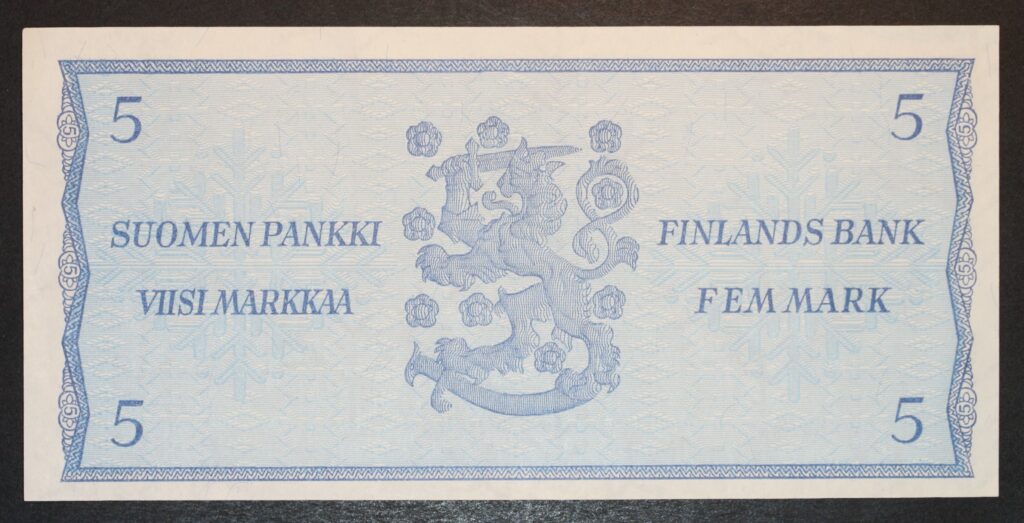 5
5
SUOMEN PANKKI
FINLANDS BANK
VIISI MARKKAA
FEM MARK
5
5